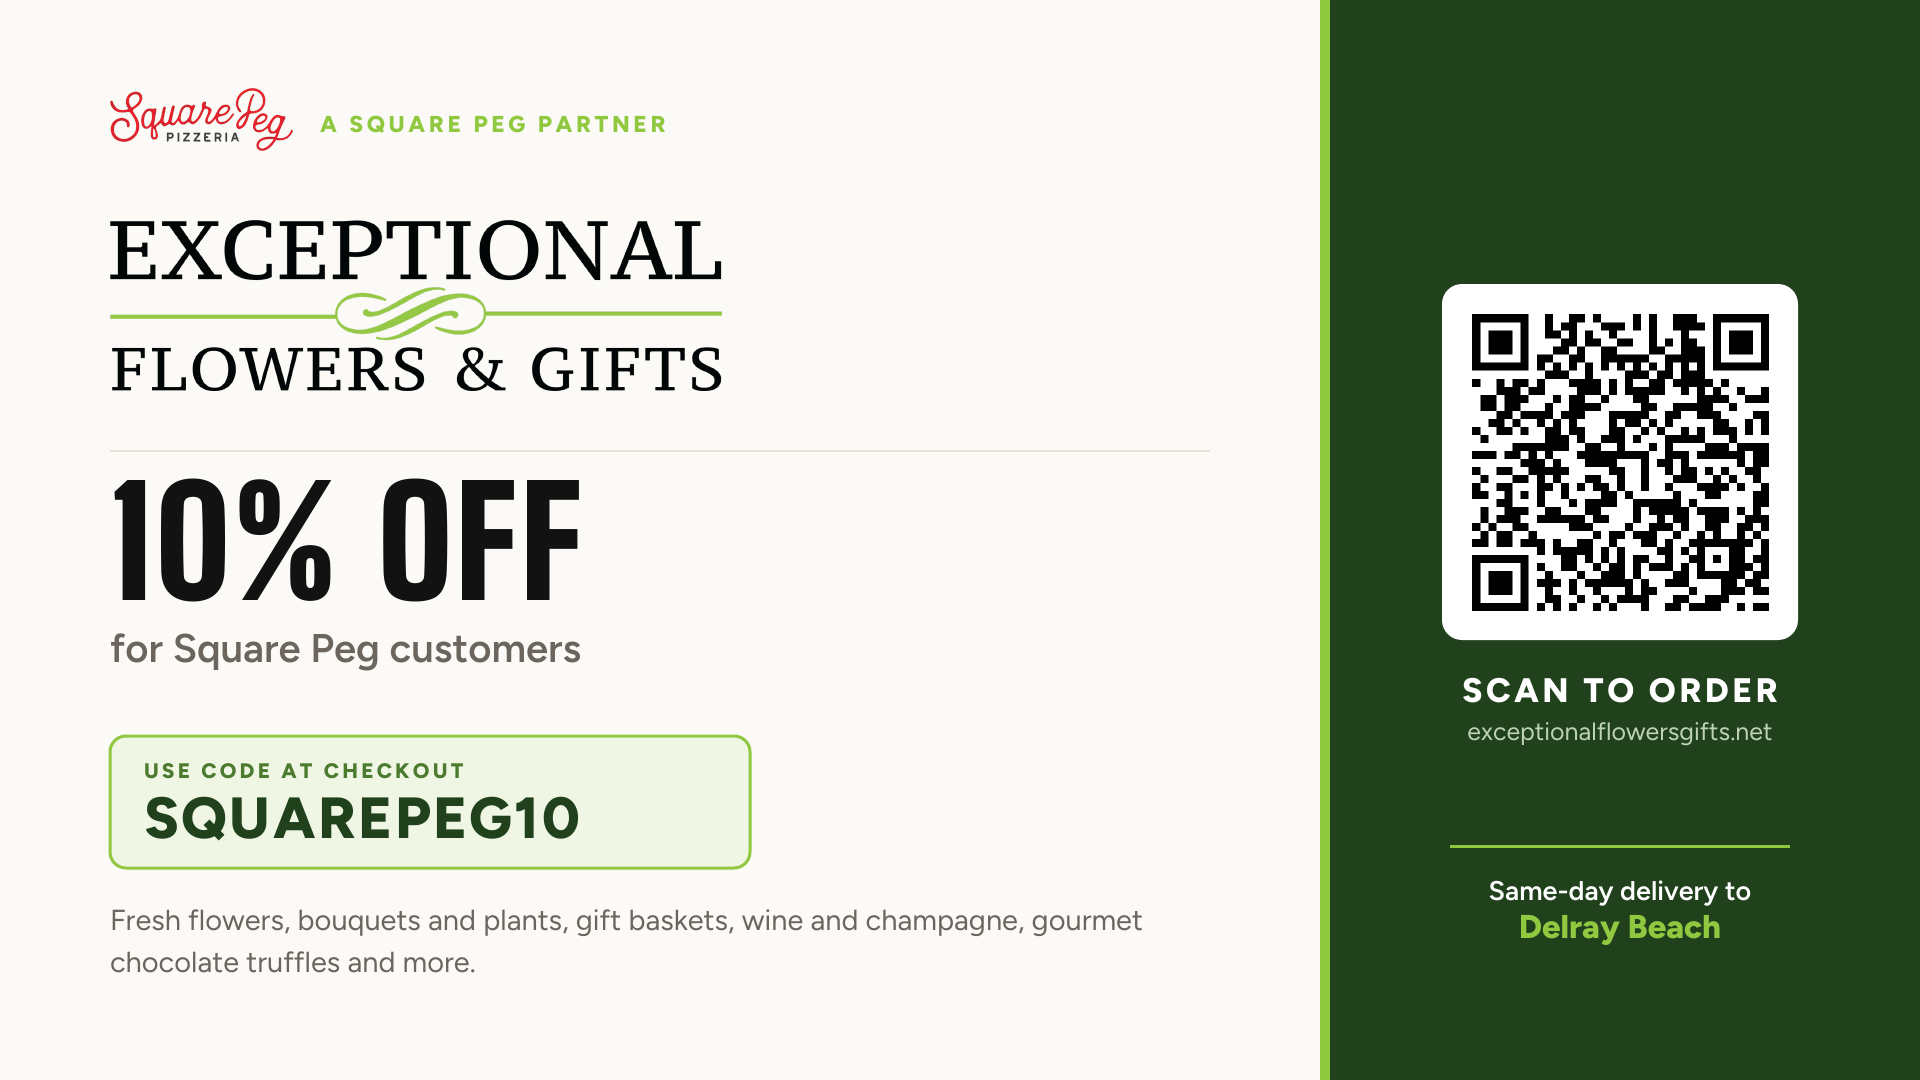 Square Peg
PIZZERIA
A SQUARE PEG PARTNER
EXCEPTIONAL
FLOWERS & GIFTS
10% OFF
for Square Peg customers
USE CODE AT CHECKOUT
SQUAREPEG10
Fresh flowers, bouquets and plants, gift baskets, wine and champagne, gourmet
chocolate truffles and more.
SCAN TO ORDER
exceptionalflowersgifts.net
Same-day delivery to
Delray Beach